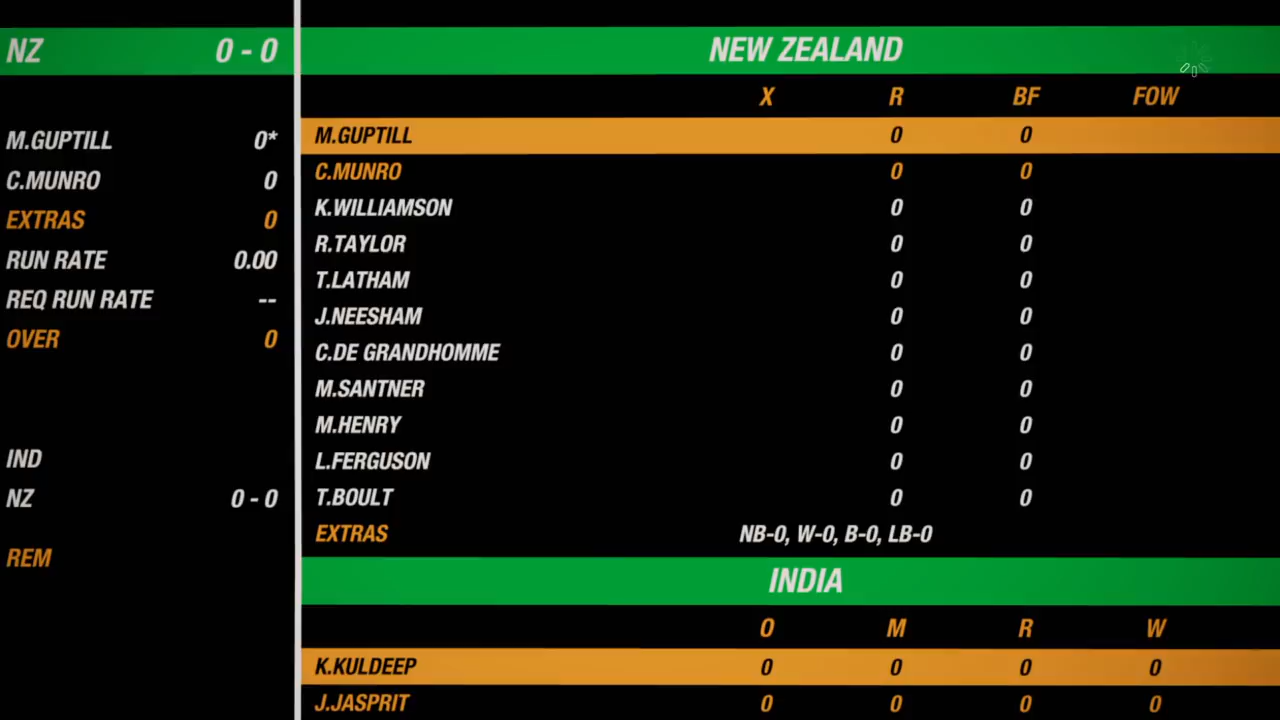 NZ 0 - 0
M.GUPTILL 0*
C.MUNRO 0
EXTRAS 0
RUN RATE 0.00
REQ RUN RATE --
OVER 0
IND
NZ 0 - 0
REM
NEW ZEALAND
X R BF FOW
M.GUPTILL 0 0
C.MUNRO 0 0
K.WILLIAMSON 0 0
R.TAYLOR 0 0
T.LATHAM 0 0
J.NEESHAM 0 0
C.DE GRANDHOMME 0 0
M.SANTNER 0 0
M.HENRY 0 0
L.FERGUSON 0 0
T.BOULT 0 0
EXTRAS NB-0, W-0, B-0, LB-0
INDIA
O M R W
K.KULDEEP 0 0 0 0
J.JASPRIT 0 0 0 0